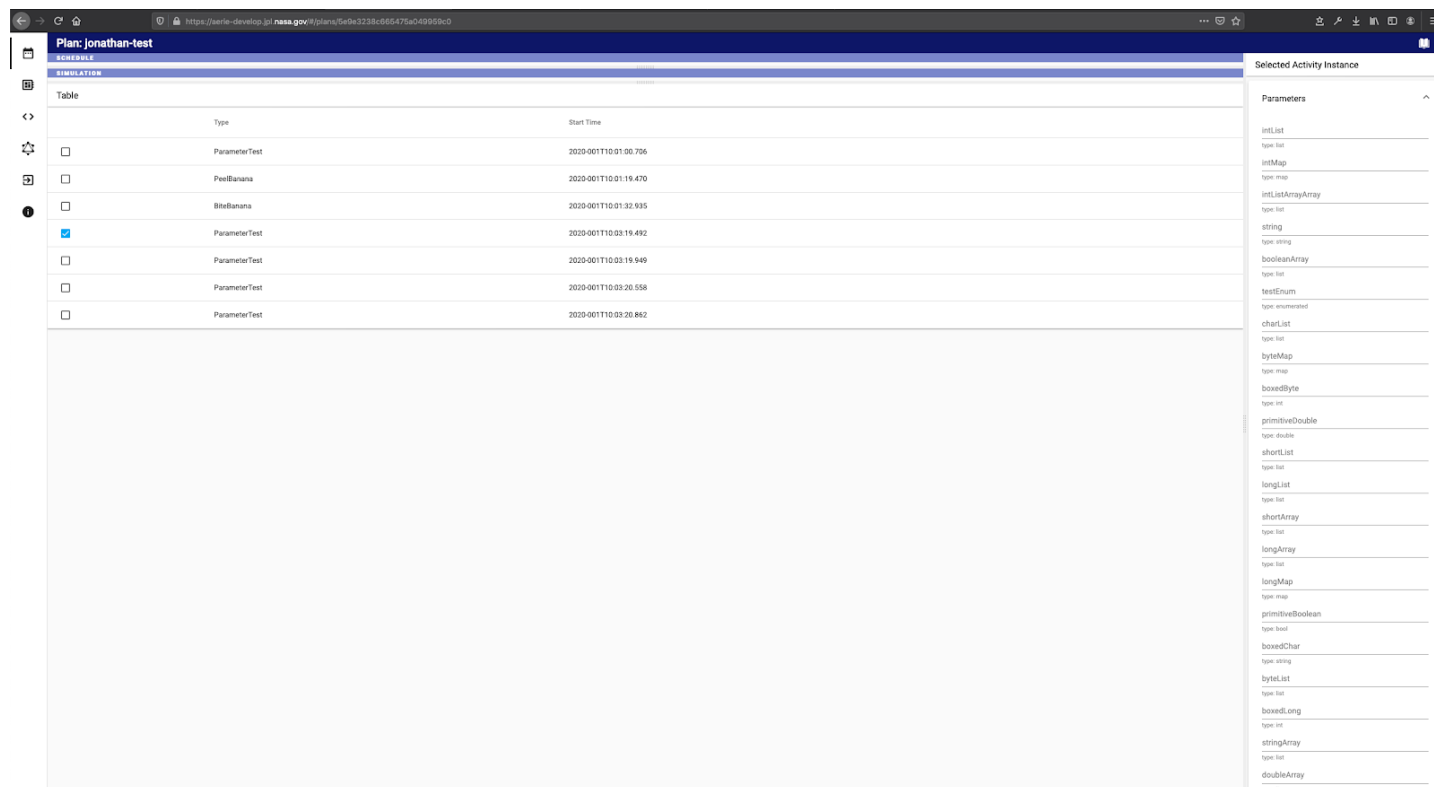 https://aerie-develop.jpl.nasa.gov/#/plans/5e9e3238c665475a049959c0
Plan: jonathan-test
SCHEDULE
SIMULATION
Table
Type Start Time
ParameterTest 2020-001T10:01:00.706
PeelBanana 2020-001T10:01:19.470
BiteBanana 2020-001T10:01:32.935
ParameterTest 2020-001T10:03:19.492
ParameterTest 2020-001T10:03:19.949
ParameterTest 2020-001T10:03:20.558
ParameterTest 2020-001T10:03:20.862
Selected Activity Instance
Parameters
intList
type: list
intMap
type: map
intListArrayArray
type: list
string
type: string
booleanArray
type: list
testEnum
type: enumerated
charList
type: list
byteMap
type: map
boxedByte
type: int
primitiveDouble
type: double
shortList
type: list
longList
type: list
shortArray
type: list
longArray
type: list
longMap
type: map
primitiveBoolean
type: bool
boxedChar
type: string
byteList
type: list
boxedLong
type: int
stringArray
type: list
doubleArray